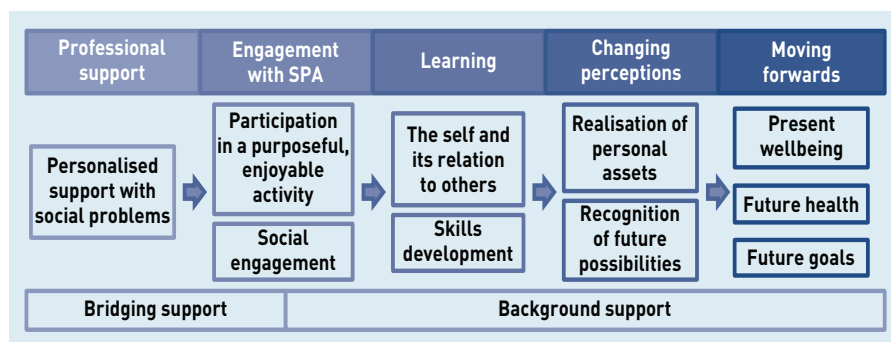 Professional
support
Engagement
with SPA
Learning
Changing
perceptions
Moving
forwards
Personalised
support with
social problems
Participation
in a purposeful,
enjoyable
activity
Social
engagement
The self and
its relation
to others
Skills
development
Realisation of
personal
assets
Recognition
of future
possibilities
Present
wellbeing
Future health
Future goals
Bridging support
Background support